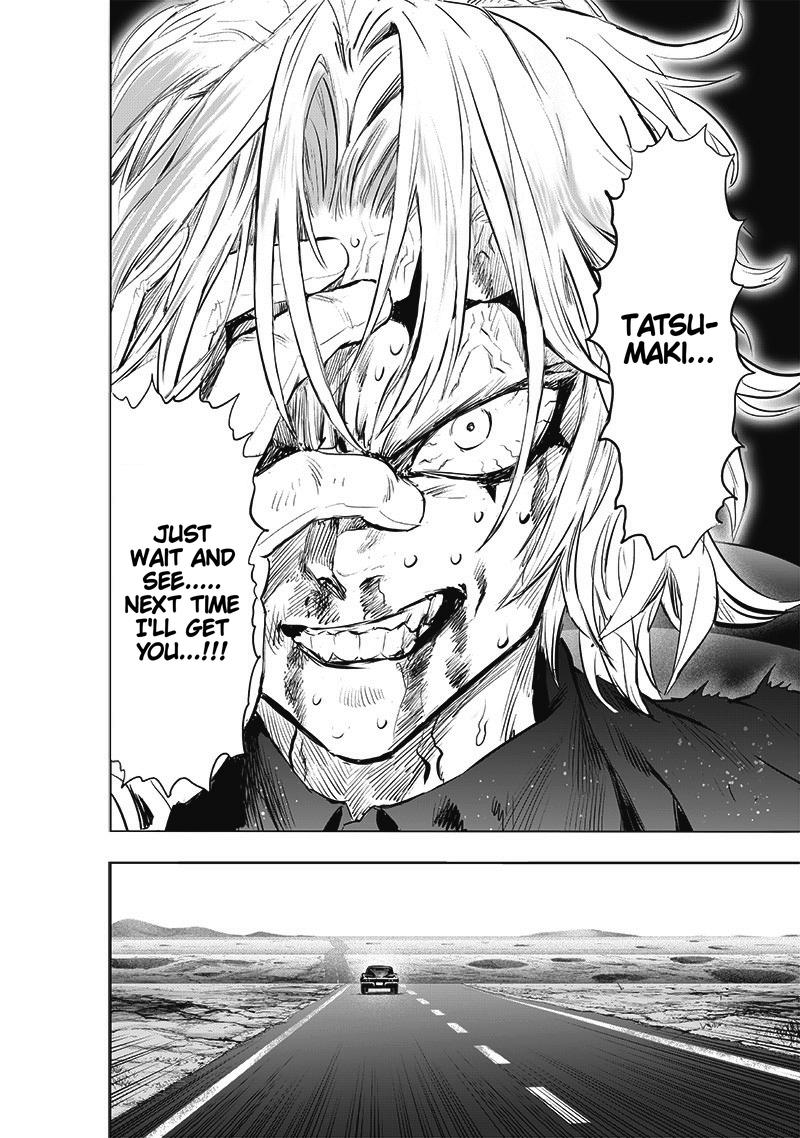 TATSU-
MAKI...
JUST
WAIT AND
SEE.....
NEXT TIME
I'LL GET
YOU...!!!